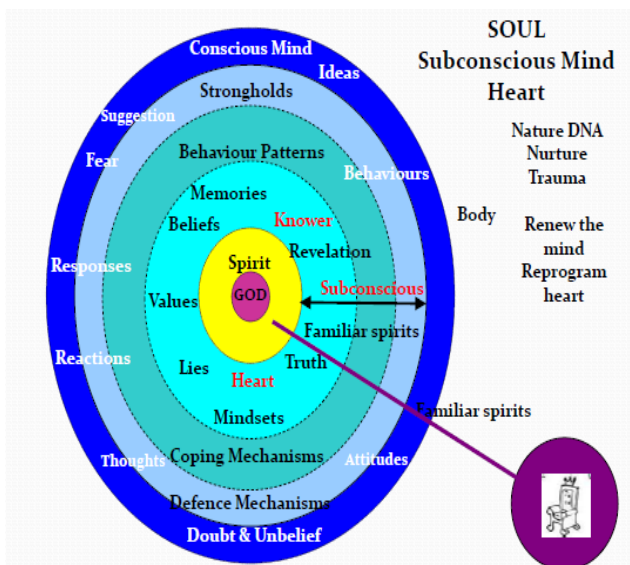 SOUL
Subconscious Mind
Heart
Conscious Mind
Ideas
Strongholds
Suggestion
Nature DNA
Nurture
Trauma
Fear
Behaviour Patterns
Behaviours
Memories
Beliefs
Knower
Body
Renew the
mind
Reprogram
heart
Revelation
Spirit
Responses
GOD
Subconscious
Values
Familiar spirits
Reactions
Lies
Truth
Heart
Mindsets
Familiar spirits
Thoughts
Coping Mechanisms
Attitudes
Defence Mechanisms
Doubt & Unbelief